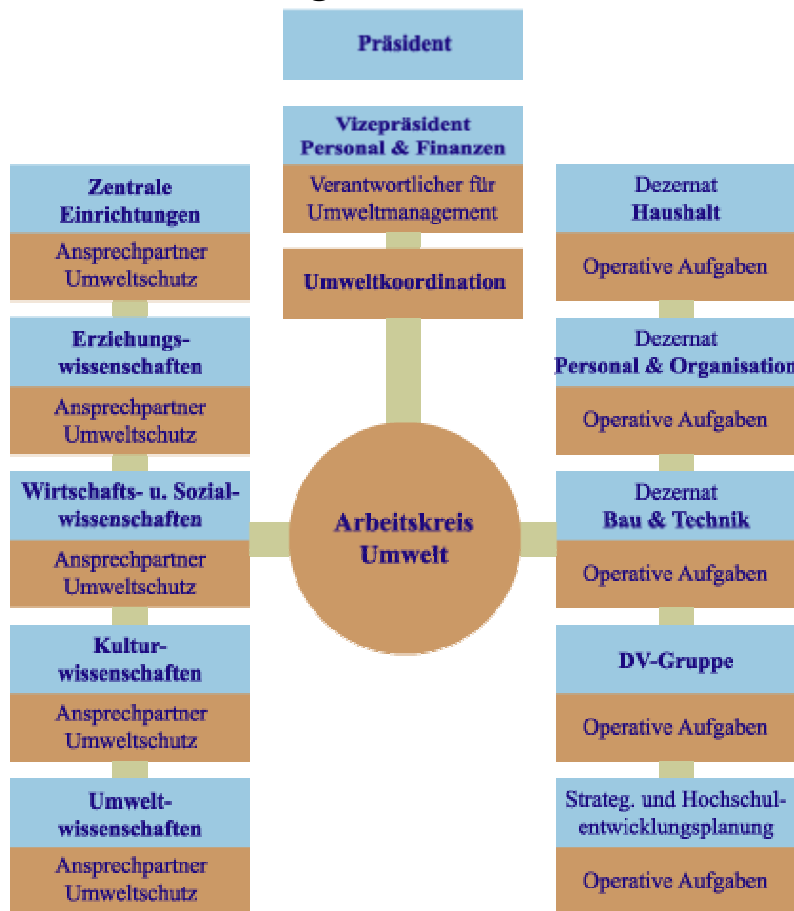 Präsident
Vizepräsident
Personal & Finanzen
Verantwortlicher für
Umweltmanagement
Umweltkoordination
Zentrale
Einrichtungen
Ansprechpartner
Umweltschutz
Erziehungs-
wissenschaften
Ansprechpartner
Umweltschutz
Wirtschafts- u. Sozial-
wissenschaften
Ansprechpartner
Umweltschutz
Kultur-
wissenschaften
Ansprechpartner
Umweltschutz
Umwelt-
wissenschaften
Ansprechpartner
Umweltschutz
Arbeitskreis
Umwelt
Dezernat
Haushalt
Operative Aufgaben
Dezernat
Personal & Organisation
Operative Aufgaben
Dezernat
Bau & Technik
Operative Aufgaben
DV-Gruppe
Operative Aufgaben
Strateg. und Hochschul-
entwicklungsplanung
Operative Aufgaben